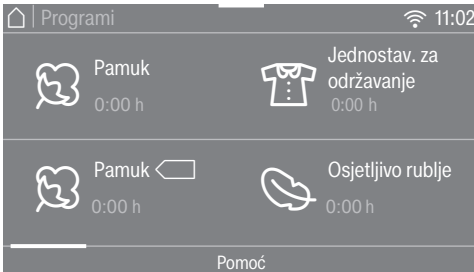 Programi 11:02
Pamuk
0:00 h
Jednostav. za
održavanje
0:00 h
Pamuk
0:00 h
Osjetljivo rublje
0:00 h
Pomoć